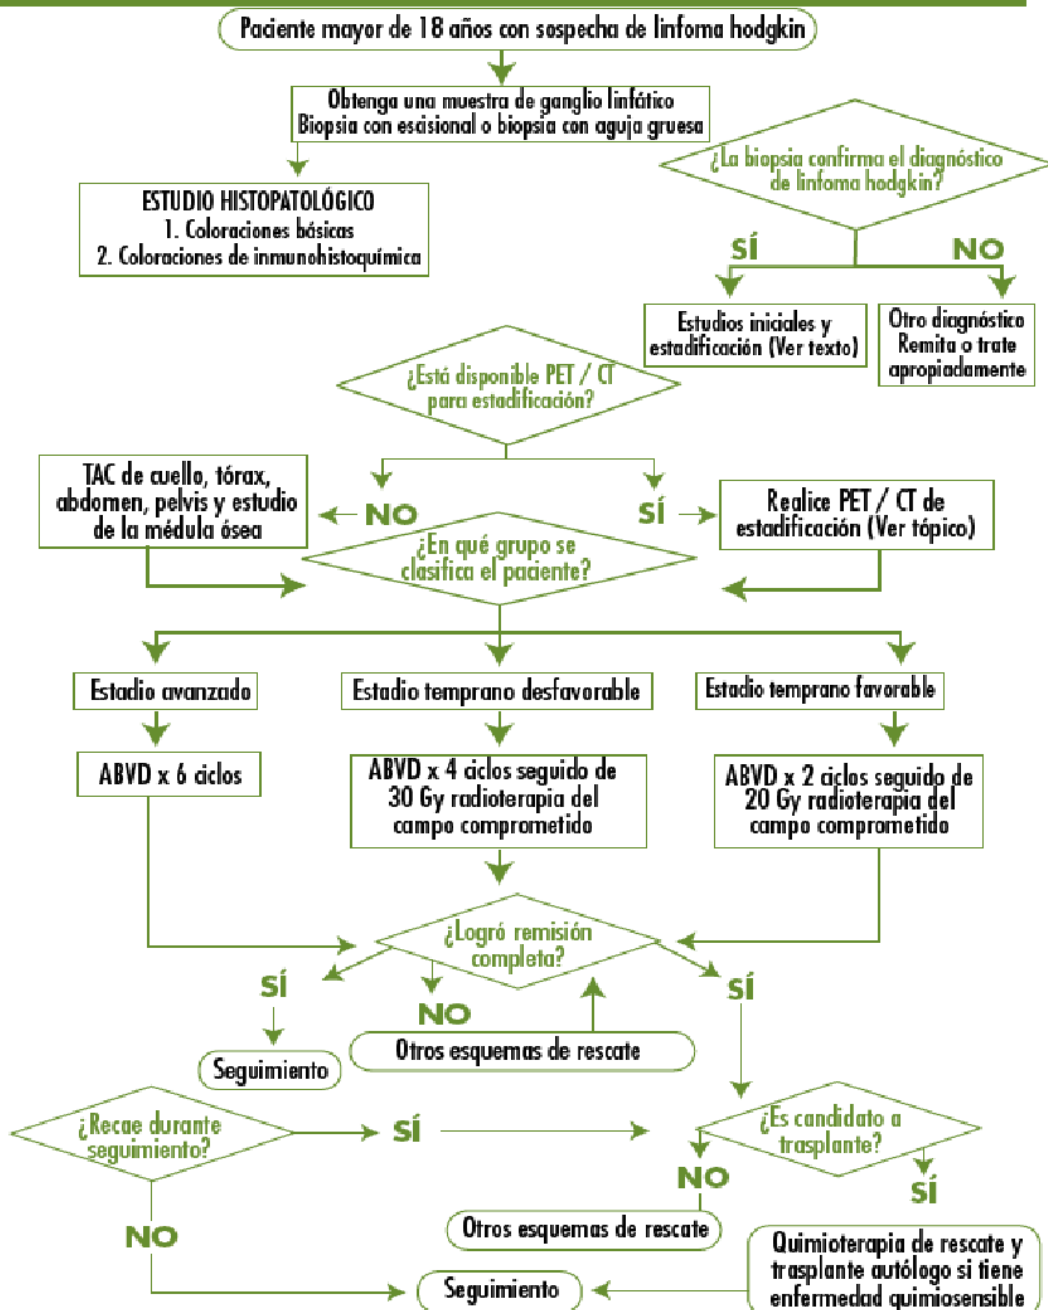 Paciente mayor de 18 años con sospecha de linfoma hodgkin
Obtenga una muestra de ganglio linfático
Biopsia con escisional o biopsia con aguja gruesa
ESTUDIO HISTOPATOLÓGICO
1. Coloraciones básicas
2. Coloraciones de inmunohistoquímica
¿La biopsia confirma el diagnóstico
de linfoma hodgkin?
SÍ
NO
Estudios iniciales y
estadificación (Ver texto)
Otro diagnóstico
Remita o trate
apropiadamente
¿Está disponible PET / CT
para estadificación?
NO
SÍ
TAC de cuello, tórax,
abdomen, pelvis y estudio
de la médula ósea
Realice PET / CT de
estadificación (Ver tópico)
¿En qué grupo se
clasifica el paciente?
Estadio avanzado
Estadio temprano desfavorable
Estadio temprano favorable
ABVD x 6 ciclos
ABVD x 4 ciclos seguido de
30 Gy radioterapia del
campo comprometido
ABVD x 2 ciclos seguido de
20 Gy radioterapia del
campo comprometido
¿Logró remisión
completa?
SÍ
NO
SÍ
Otros esquemas de rescate
Seguimiento
¿Recae durante
seguimiento?
SÍ
¿Es candidato a
trasplante?
NO
SÍ
NO
Otros esquemas de rescate
Seguimiento
Quimioterapia de rescate y
trasplante autólogo si tiene
enfermedad quimiosensible